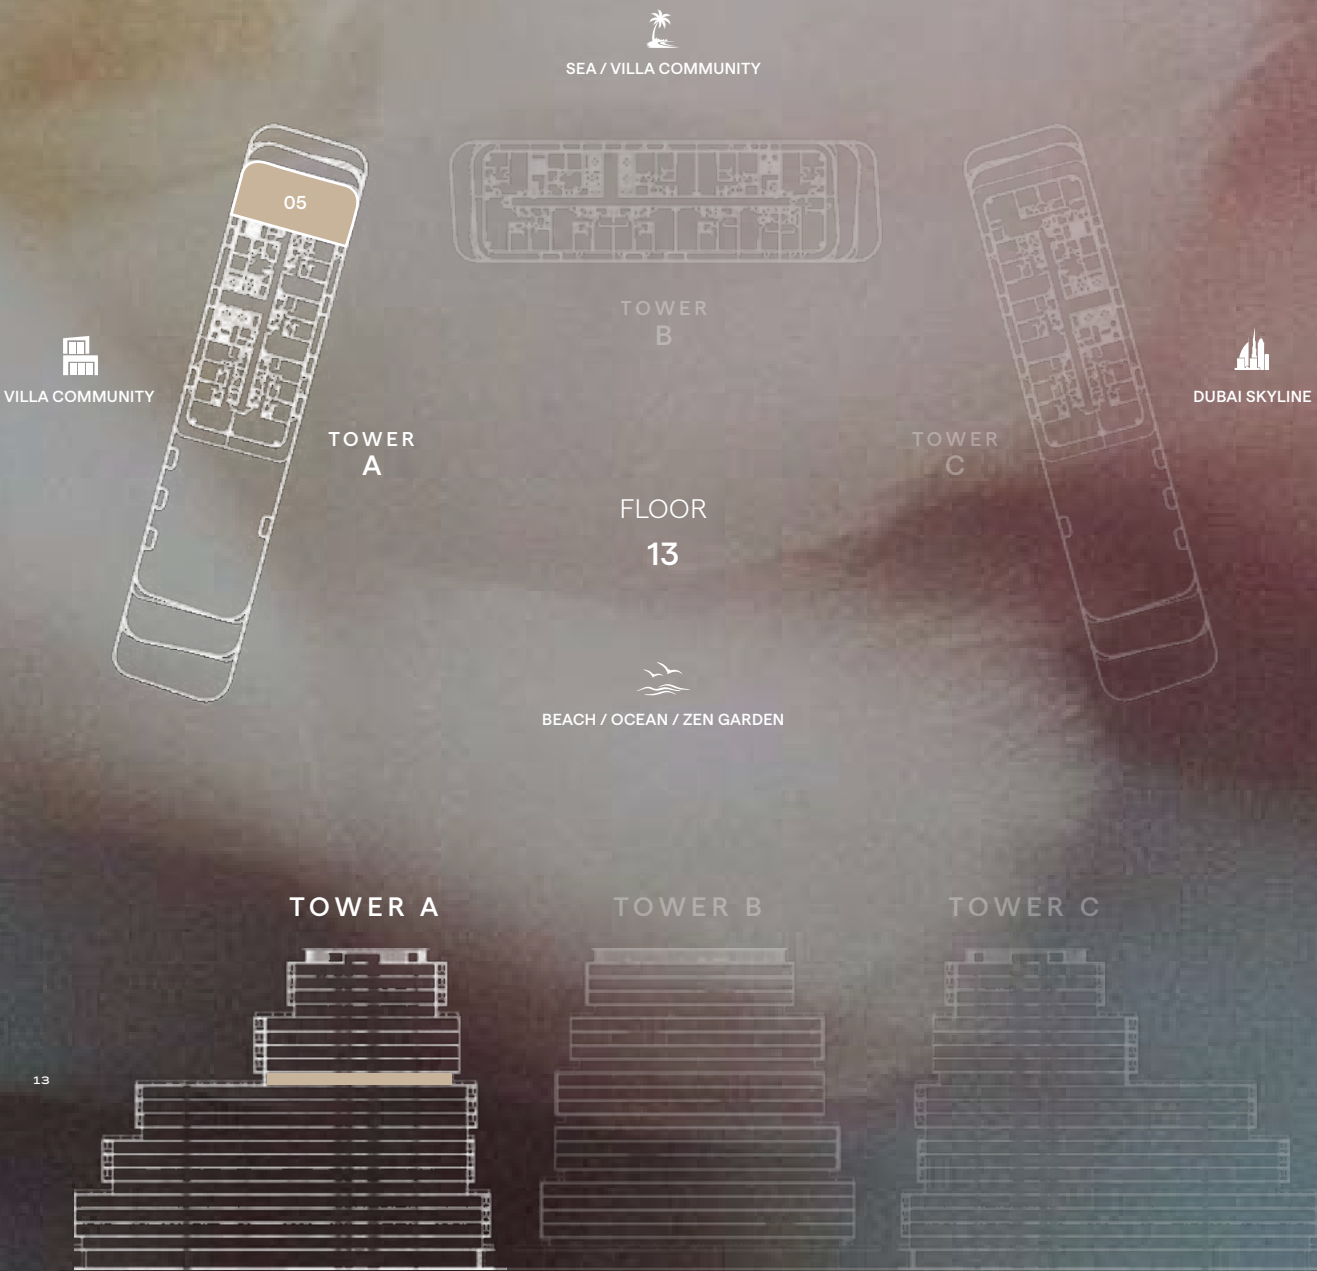 SEA / VILLA COMMUNITY
05
TOWER
B
VILLA COMMUNITY
DUBAI SKYLINE
TOWER
A
TOWER
C
FLOOR
13
BEACH / OCEAN / ZEN GARDEN
TOWER A
TOWER B
TOWER C
13